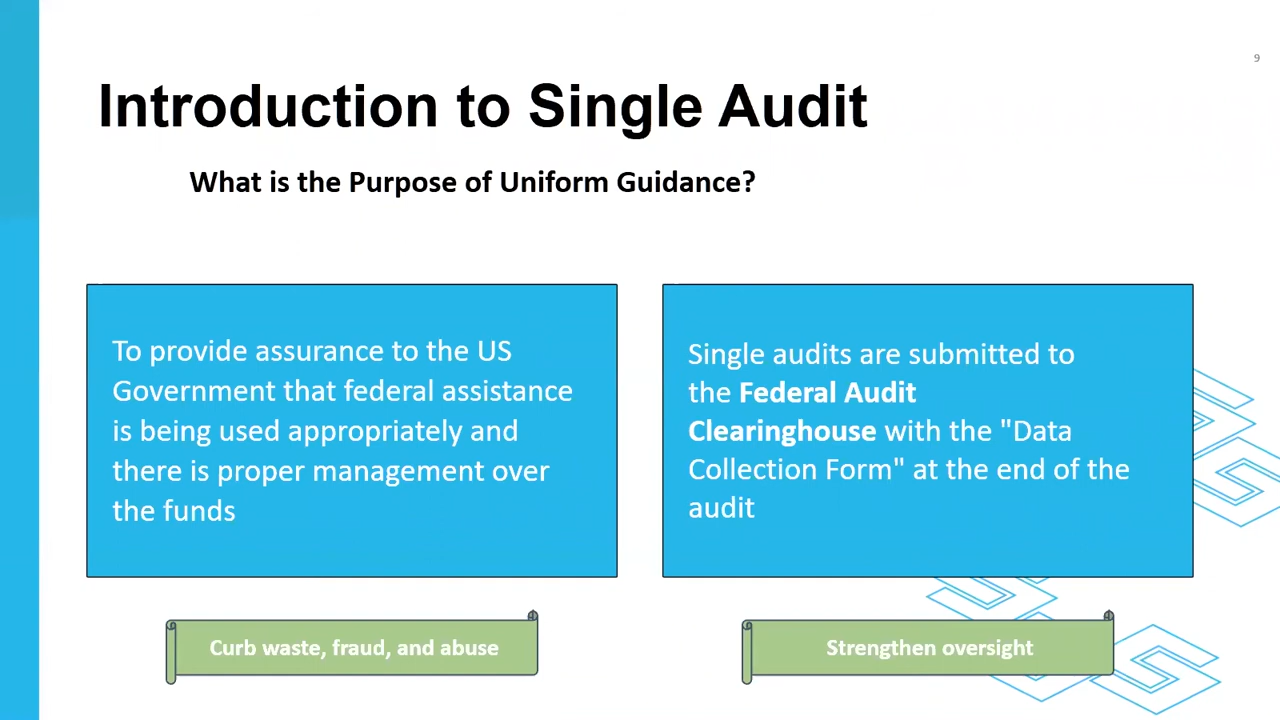 9
Introduction to Single Audit
What is the Purpose of Uniform Guidance?
To provide assurance to the US
Government that federal assistance
is being used appropriately and
there is proper management over
the funds
Single audits are submitted to
the Federal Audit
Clearinghouse with the "Data
Collection Form" at the end of the
audit
Curb waste, fraud, and abuse
Strengthen oversight